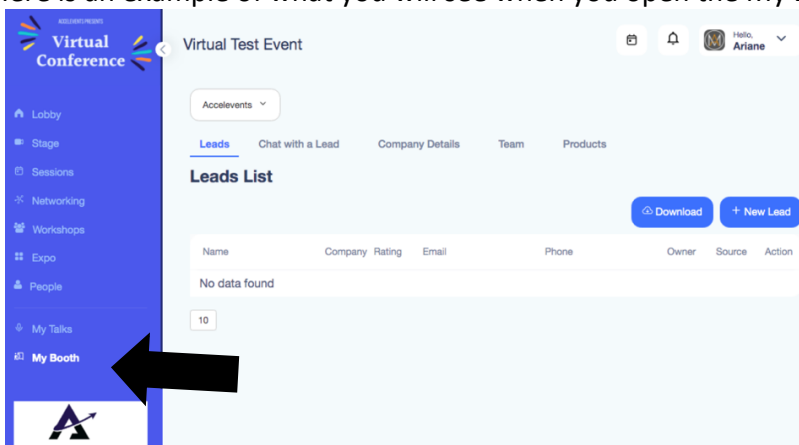 ACCELEVENTS PRESENTS
Virtual
Conference
Virtual Test Event
Hello,
Ariane
Accelevents
Lobby
Stage
Sessions
Networking
Workshops
Expo
People
My Talks
My Booth
Leads Chat with a Lead Company Details Team Products
Leads List
Download + New Lead
Name Company Rating Email Phone Owner Source Action
No data found
10